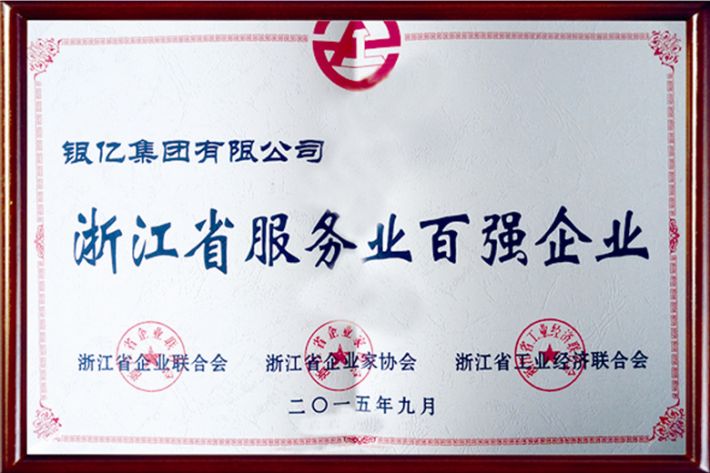 银亿集团有限公司
浙江省服务业百强企业
浙江省企业联合会 浙江省企业家协会 浙江省工业经济联合会
二〇一五年九月